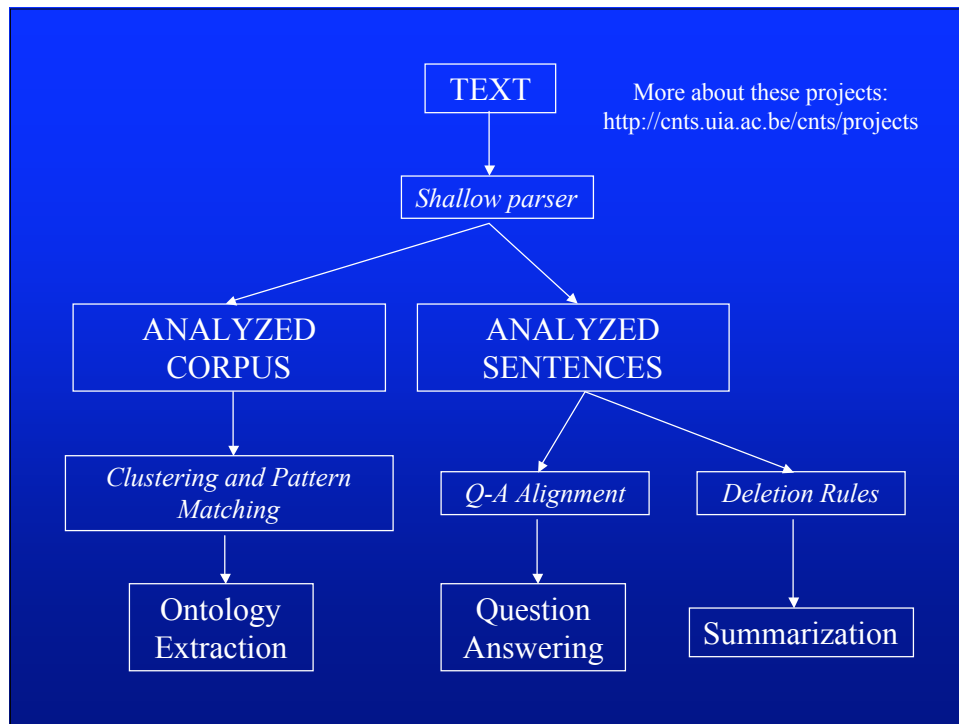 TEXT
More about these projects:
http://cnts.uia.ac.be/cnts/projects
Shallow parser
ANALYZED
CORPUS
ANALYZED
SENTENCES
Clustering and Pattern
Matching
Q-A Alignment
Deletion Rules
Ontology
Extraction
Question
Answering
Summarization